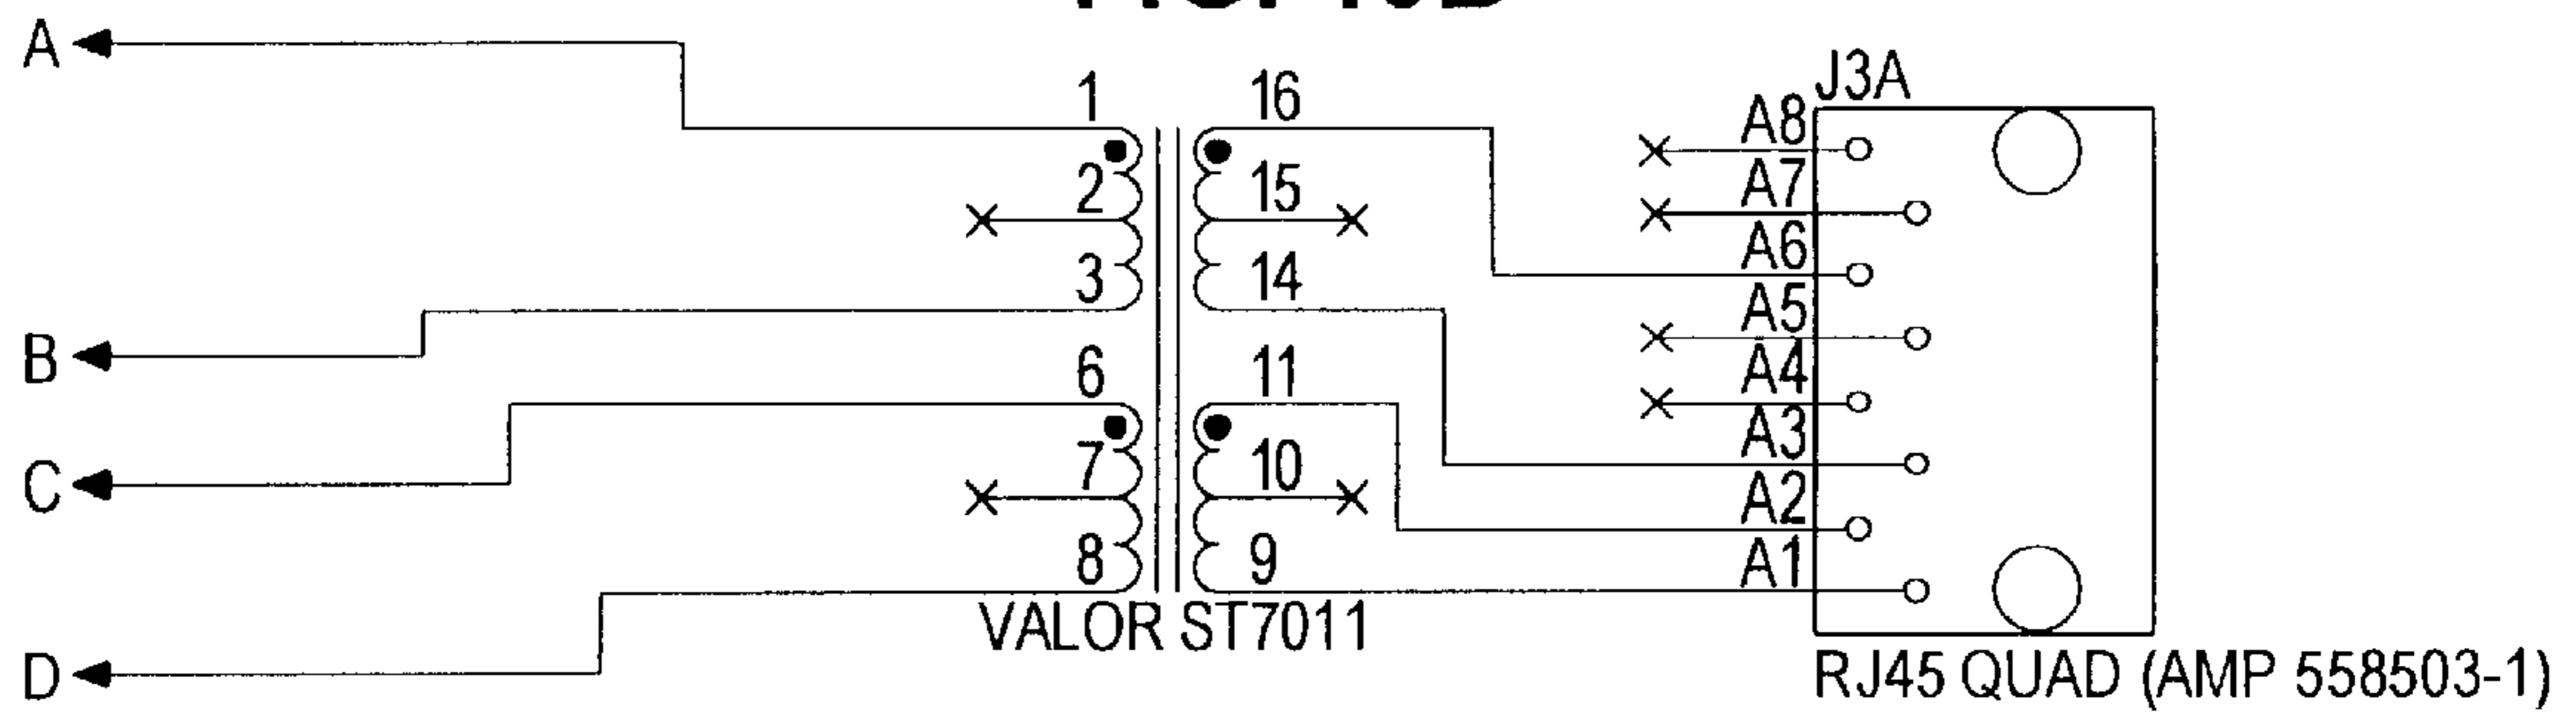 A
B
C
D
1
2
3
6
7
8
16
15
14
11
10
9
VALOR ST7011
J3A
A8
A7
A6
A5
A4
A3
A2
A1
RJ45 QUAD (AMP 558503-1)